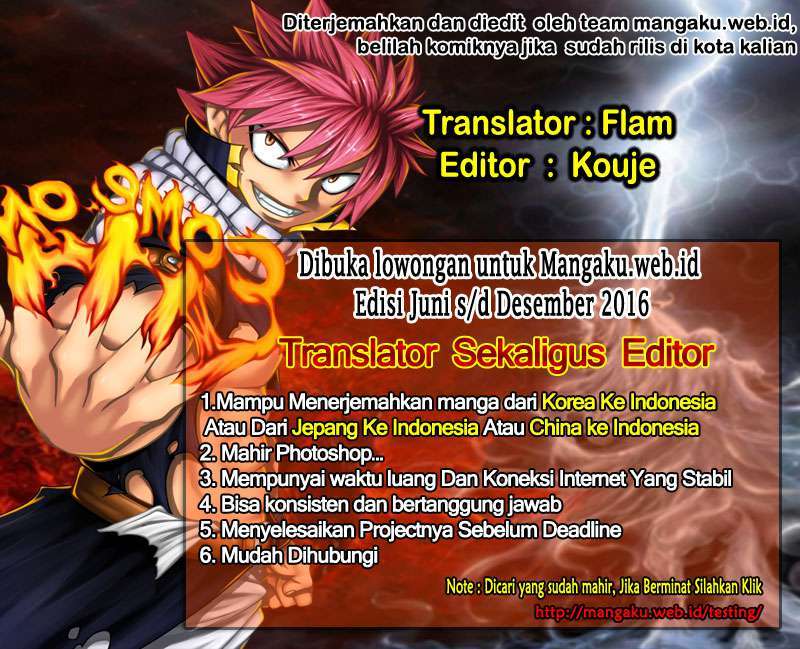 Diterjemahkan dan diedit oleh team mangaku.web.id,
belilah komiknya jika sudah rilis di kota kalian
Translator : Flam
Editor : Kouje
Dibuka lowongan untuk Mangaku.web.id
Edisi Juni s/d Desember 2016
Translator Sekaligus Editor
1.Mampu Menerjemahkan manga dari Korea Ke Indonesia
Atau Dari Jepang Ke Indonesia Atau China ke Indonesia
2. Mahir Photoshop...
3. Mempunyai waktu luang Dan Koneksi Internet Yang Stabil
4. Bisa konsisten dan bertanggung jawab
5. Menyelesaikan Projectnya Sebelum Deadline
6. Mudah Dihubungi
Note : Dicari yang sudah mahir, Jika Berminat Silahkan Klik
http://mangaku.web.id/testing/